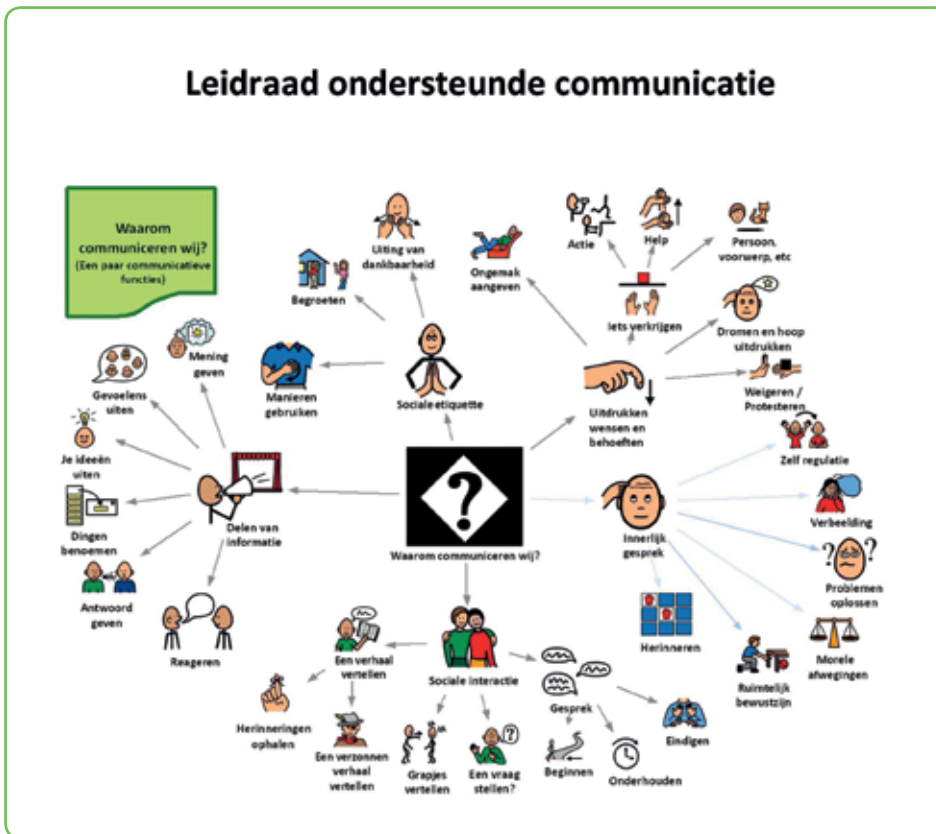 Leidraad ondersteunde communicatie
Waarom
communiceren wij?
(Een paar communicatieve
functies)
Uiting van
dankbaarheid
Begroeten
Manieren
gebruiken
Sociale etiquette
Ongemak
aangeven
Actie
Help
Persoon,
voorwerp, etc
Iets verkrijgen
Dromen en hoop
uitdrukken
Weigeren /
Protesteren
Uitdrukken
wensen en
behoeften
Mening
geven
Gevoelens
uiten
Je ideeën
uiten
Dingen
benoemen
Antwoord
geven
Reageren
Delen van
informatie
?
Waarom communiceren wij?
Innerlijk
gesprek
Zelf regulatie
Verbeelding
? ?
Problemen
oplossen
Morele
afwegingen
Ruimtelijk
bewustzijn
Herinneren
Een verhaal
vertellen
Herinneringen
ophalen
Een verzonnen
verhaal
vertellen
Sociale interactie
Grapjes
vertellen
?
Een vraag
stellen?
Gesprek
Beginnen
Onderhouden
Eindigen